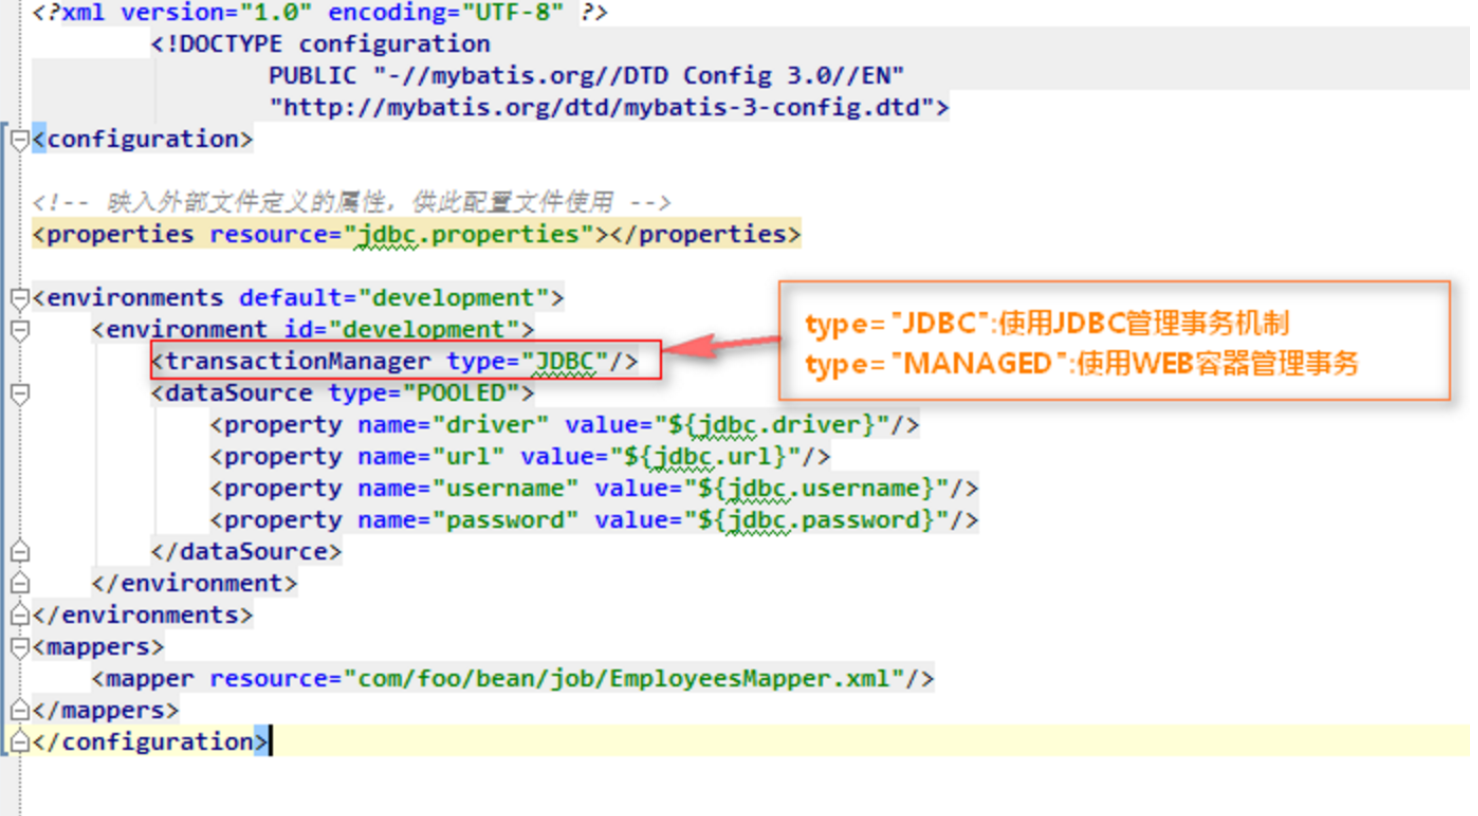 <?xml version="1.0" encoding="UTF-8" ?>
<!DOCTYPE configuration
PUBLIC "-//mybatis.org//DTD Config 3.0//EN"
"http://mybatis.org/dtd/mybatis-3-config.dtd">
<configuration>
<!-- 映入外部文件定义的属性，供此配置文件使用 -->
<properties resource="jdbc.properties"></properties>
<environments default="development">
<environment id="development">
<transactionManager type="JDBC"/>
type="JDBC":使用JDBC管理事务机制
type="MANAGED":使用WEB容器管理事务
<dataSource type="POOLED">
<property name="driver" value="${jdbc.driver}"/>
<property name="url" value="${jdbc.url}"/>
<property name="username" value="${jdbc.username}"/>
<property name="password" value="${jdbc.password}"/>
</dataSource>
</environment>
</environments>
<mappers>
<mapper resource="com/foo/bean/job/EmployeesMapper.xml"/>
</mappers>
</configuration>